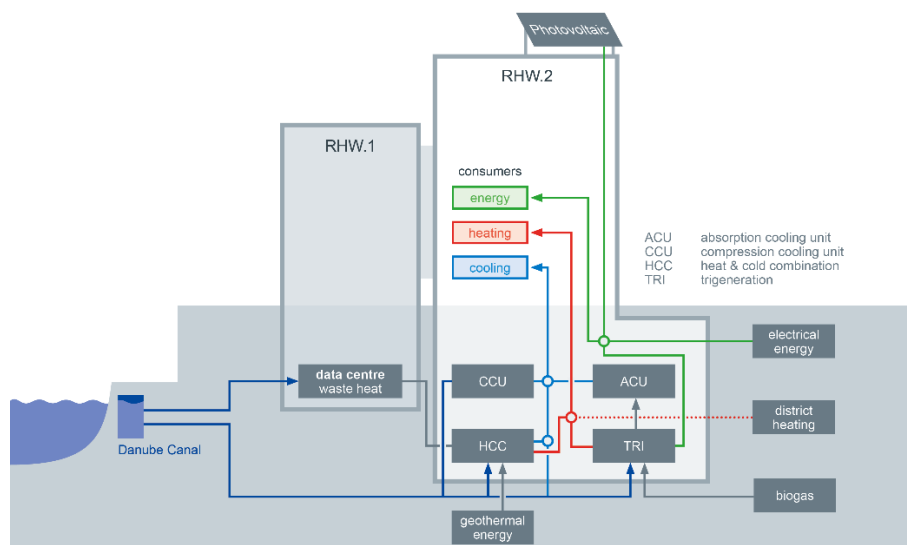 Photovoltaic
RHW.2
RHW.1
consumers
energy
heating
cooling
ACU absorption cooling unit
CCU compression cooling unit
HCC heat & cold combination
TRI trigeneration
electrical
energy
data centre
waste heat
CCU
ACU
district
heating
Danube Canal
HCC
TRI
biogas
geothermal
energy